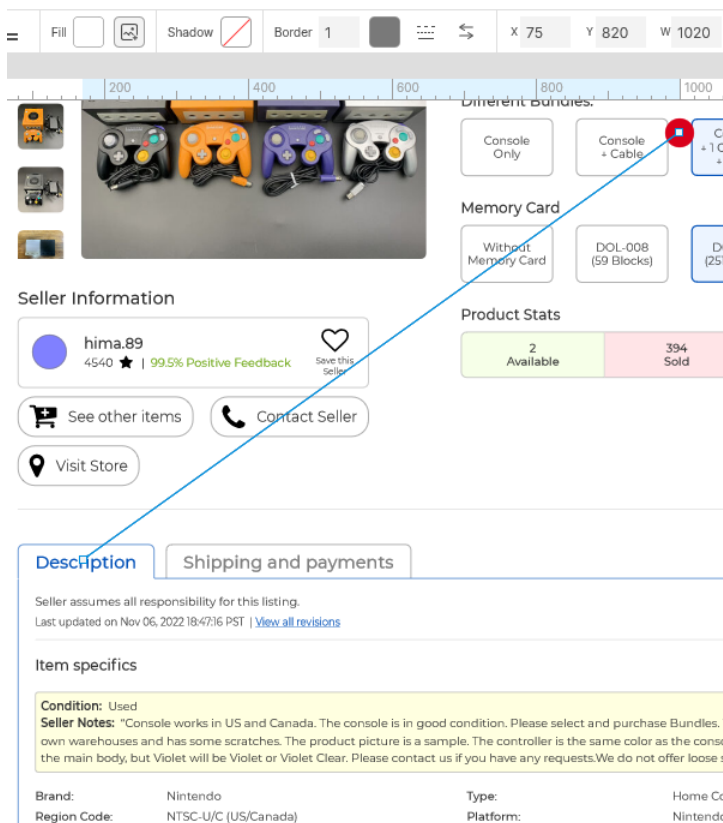 Fill Shadow Border 1 X 75 Y 820 W 1020
200 400 600 800 1000
Different Bundles:
Console Only
Console + Cable
Memory Card
Without Memory Card
DOL-008 (59 Blocks)
Seller Information
hima.89
4540 | 99.5% Positive Feedback
Save this Seller
Product Stats
2 Available
394 Sold
See other items
Contact Seller
Visit Store
Description
Shipping and payments
Seller assumes all responsibility for this listing.
Last updated on Nov 06, 2022 18:47:16 PST | View all revisions
Item specifics
Condition: Used
Seller Notes: “Console works in US and Canada. The console is in good condition. Please select and purchase Bundles.
own warehouses and has some scratches. The product picture is a sample. The controller is the same color as the conso
the main body, but Violet will be Violet or Violet Clear. Please contact us if you have any requests.We do not offer loose s
Brand: Nintendo Type: Home Co
Region Code: NTSC-U/C (US/Canada) Platform: Nintendo